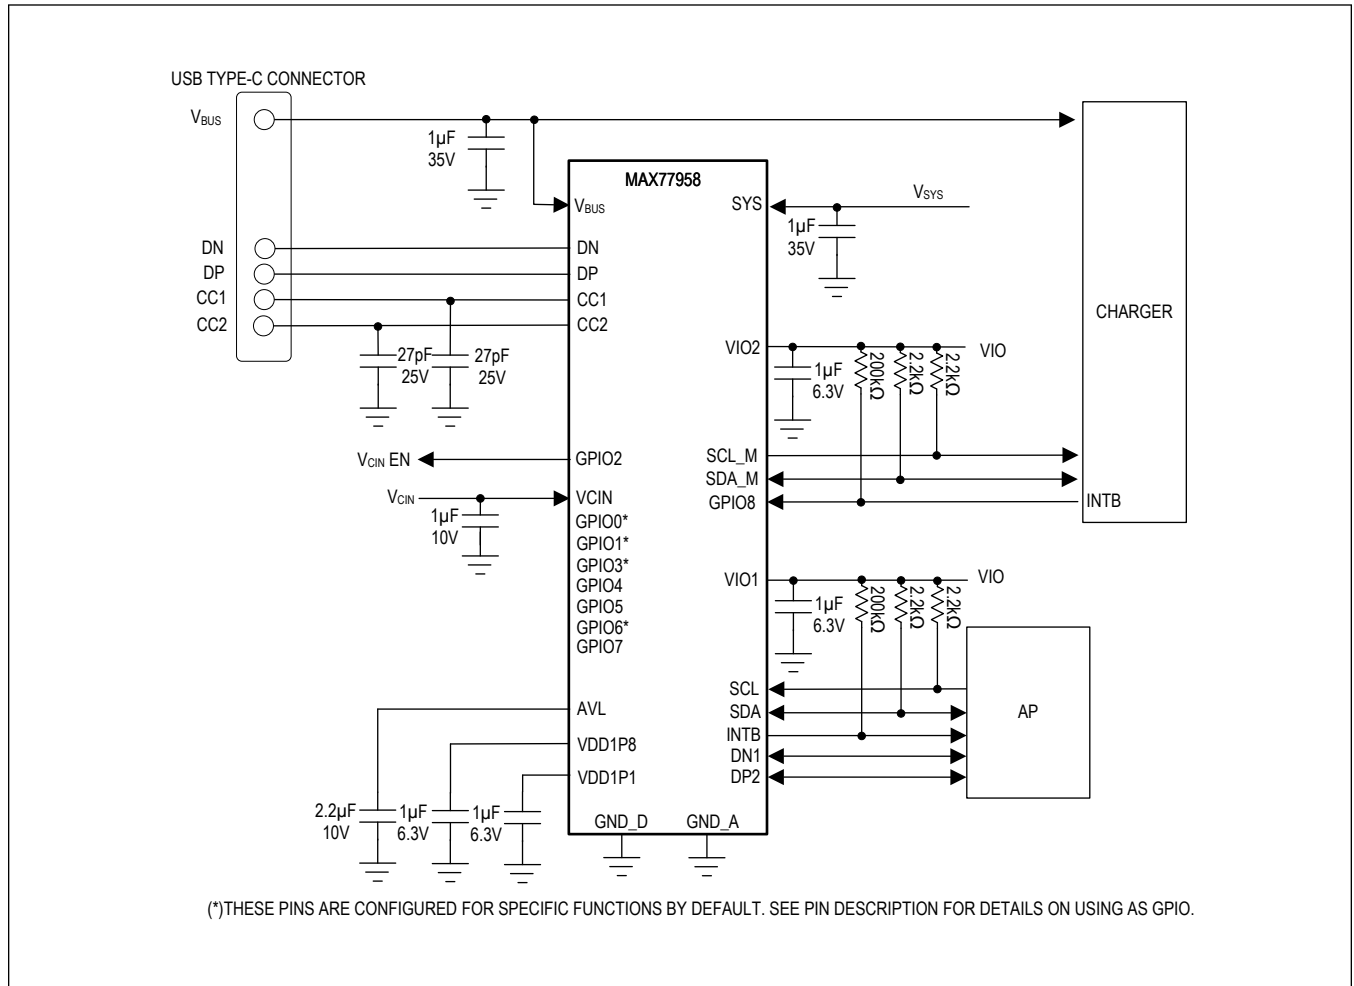 USB TYPE-C CONNECTOR
VBUS
1µF
35V
MAX77958
VBUS
SYS
VSYS
1µF
35V
DN
DN
DP
DP
CC1
CC1
CC2
CC2
27pF
25V
27pF
25V
CHARGER
VIO2
VIO
1µF
6.3V
200kΩ
2.2kΩ
2.2kΩ
VCIN EN
GPIO2
SCL_M
SDA_M
GPIO8
INTB
VCIN
VCIN
1µF
10V
GPIO0*
GPIO1*
GPIO3*
GPIO4
GPIO5
GPIO6*
GPIO7
VIO1
VIO
1µF
6.3V
200kΩ
2.2kΩ
2.2kΩ
SCL
SDA
INTB
DN1
DP2
AP
AVL
VDD1P8
VDD1P1
2.2µF
10V
1µF
6.3V
1µF
6.3V
GND_D
GND_A
(*)THESE PINS ARE CONFIGURED FOR SPECIFIC FUNCTIONS BY DEFAULT. SEE PIN DESCRIPTION FOR DETAILS ON USING AS GPIO.